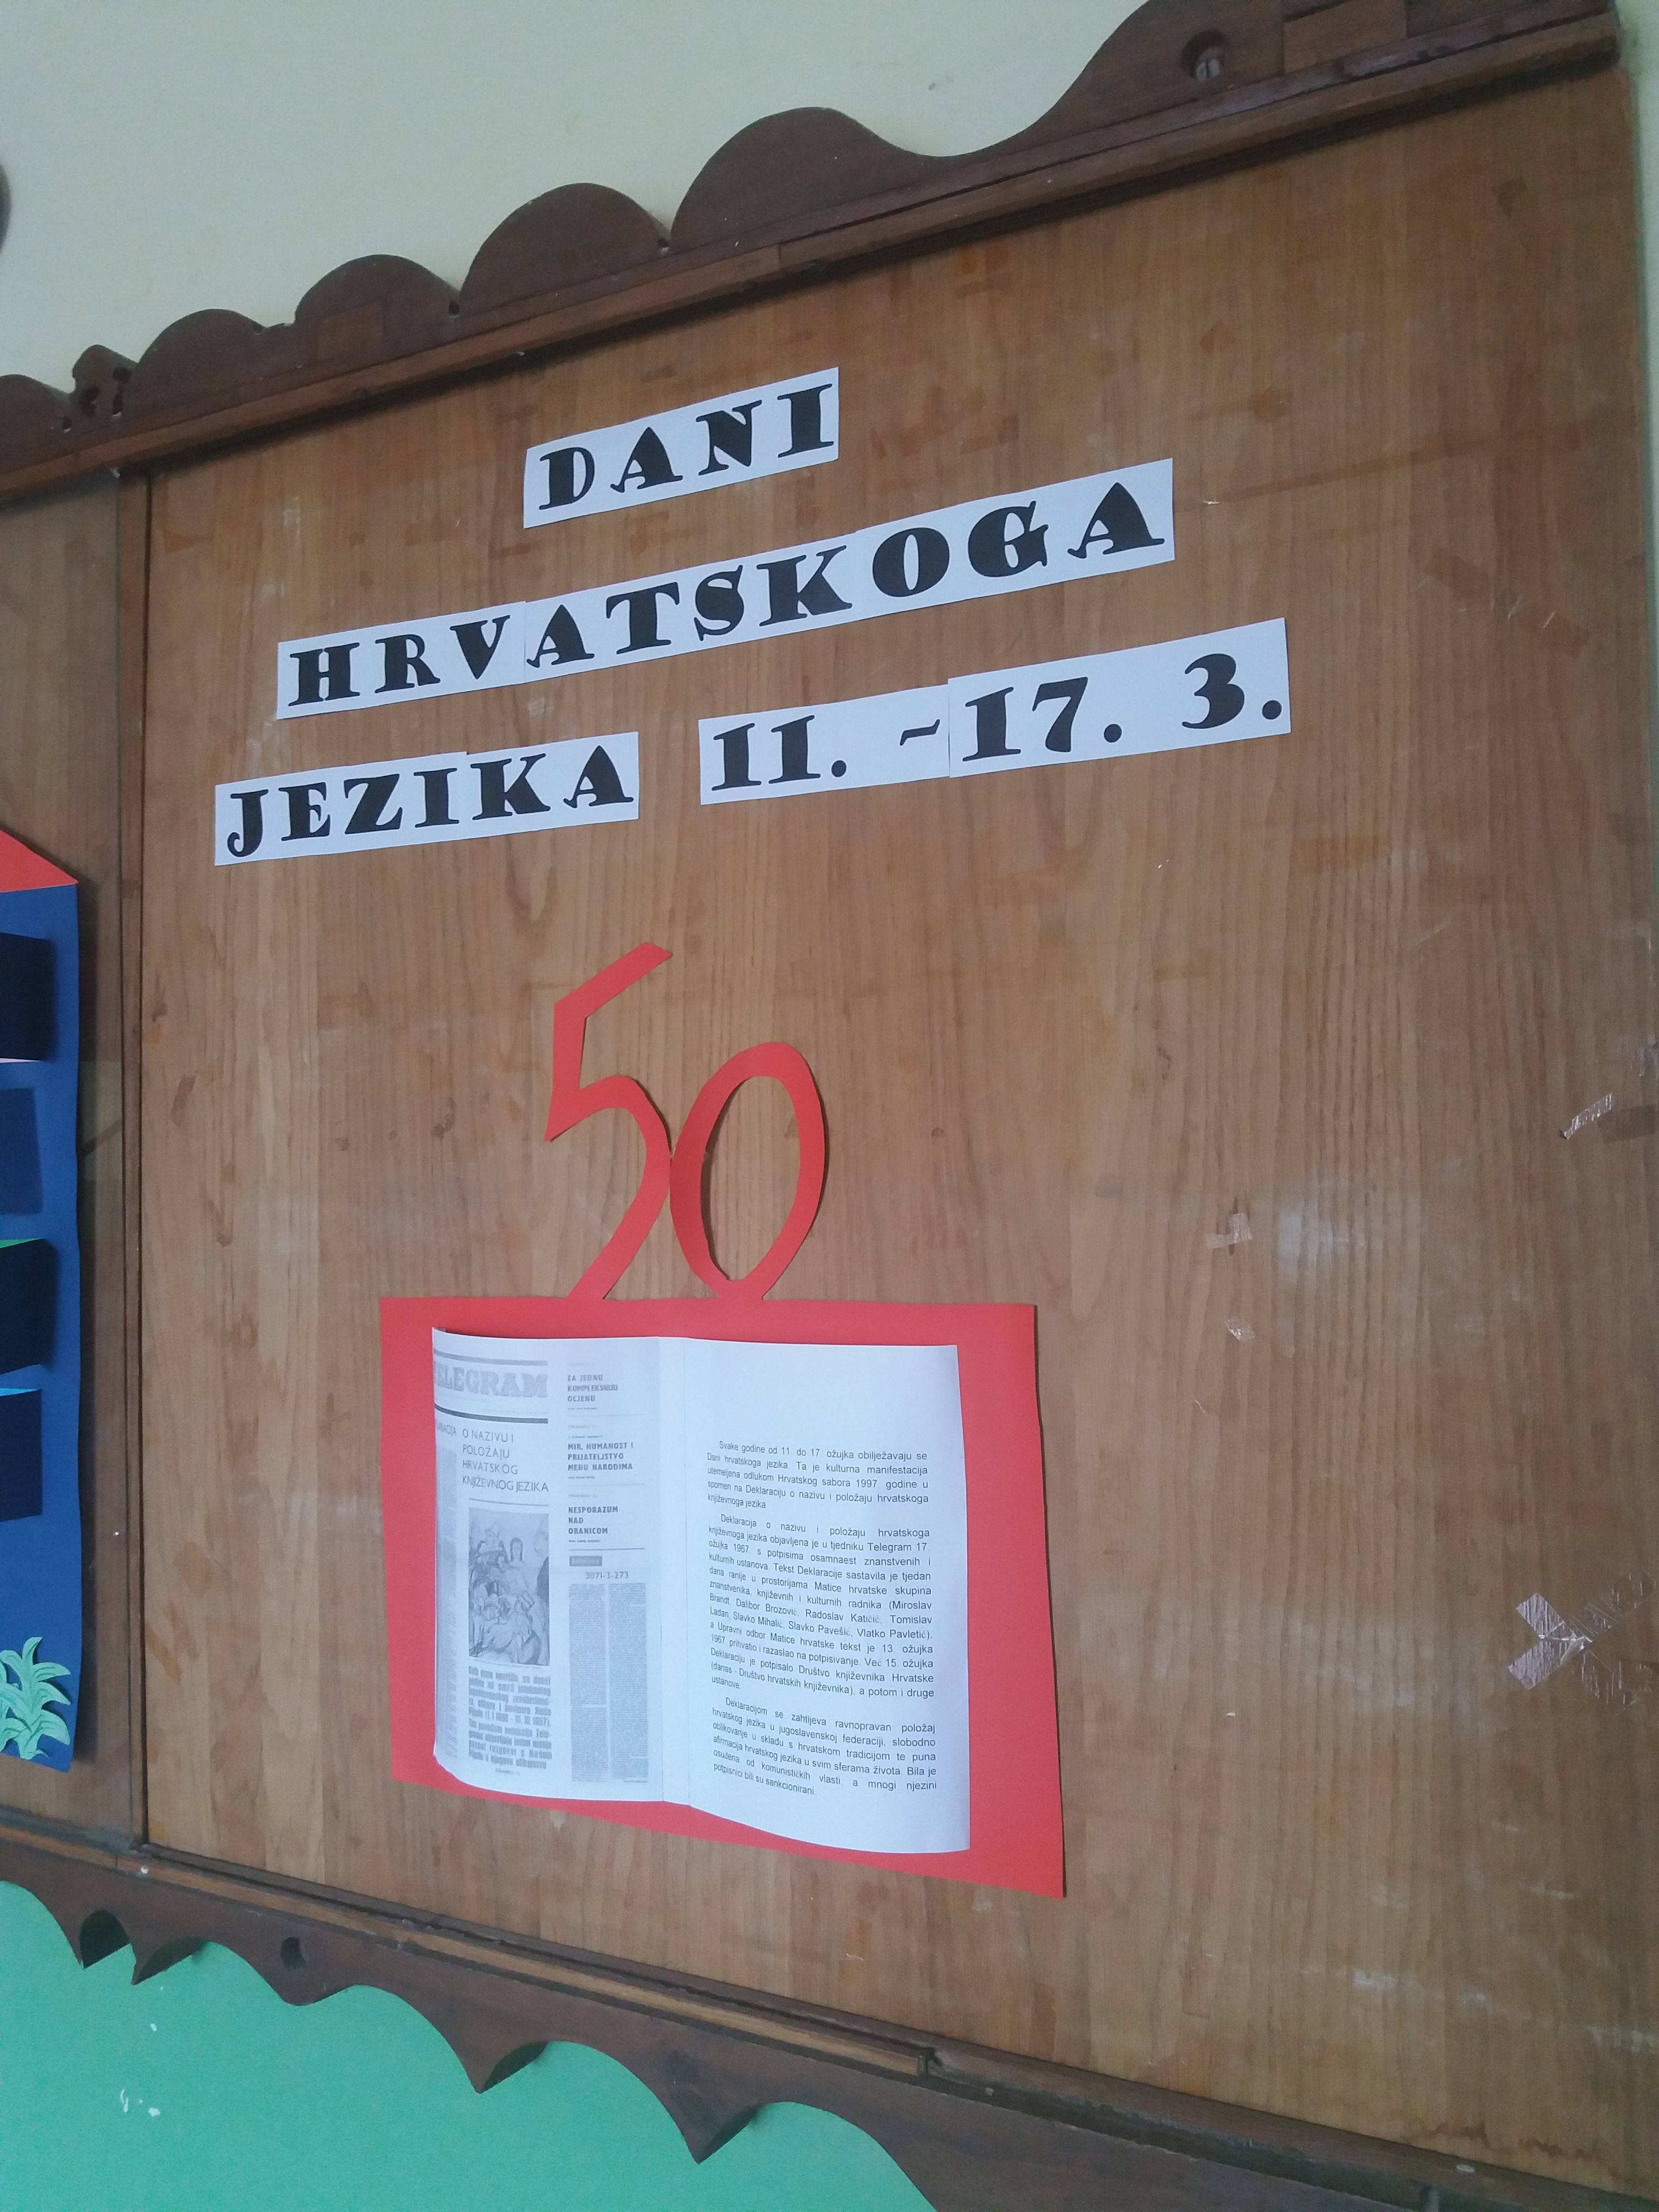 DANI
HRVATSKOGA
JEZIKA 11. -17. 3.
50
TELEGRAM
O NAZIVU I
POLOŽAJU
HRVATSKOG
KNJIŽEVNOG JEZIKA
ZA JEDNU
KOMPLEKSNIJU
OCJENU
MIR, HUMANOST I
PRIJATELJSTVO
MEĐU NARODIMA
NESPORAZUM
NAD
ORANICOM
3071-3-273
Svake godine od 11. do 17. ožujka obilježavaju se
Dani hrvatskoga jezika. Ta je kulturna manifestacija
utemeljena odlukom Hrvatskog sabora 1997. godine u
spomen na Deklaraciju o nazivu i položaju hrvatskoga
književnoga jezika.
Deklaracija o nazivu i položaju hrvatskoga
književnoga jezika objavljena je u tjedniku Telegram 17.
ožujka 1967. s potpisima osamnaest znanstvenih i
kulturnih ustanova. Tekst Deklaracije sastavila je tjedan
dana ranije u prostorijama Matice hrvatske skupina
znanstvenika, književnih i kulturnih radnika (Miroslav
Brandt, Dalibor Brozović, Radoslav Katičić, Tomislav
Ladan, Slavko Mihalić, Slavko Pavešić, Vlatko Pavletić),
a Upravni odbor Matice hrvatske tekst je 13. ožujka
1967. prihvatio i razaslao na potpisivanje. Već 15. ožujka
Deklaraciju je potpisalo Društvo književnika Hrvatske
(danas - Društvo hrvatskih književnika), a potom i druge
ustanove.
Deklaracijom se zahtijeva ravnopravan položaj
hrvatskog jezika u jugoslavenskoj federaciji, slobodno
oblikovanje u skladu s hrvatskom tradicijom te puna
afirmacija hrvatskog jezika u svim sferama života. Bila je
osuđena od komunističkih vlasti, a mnogi njezini
potpisnici bili su sankcionirani.